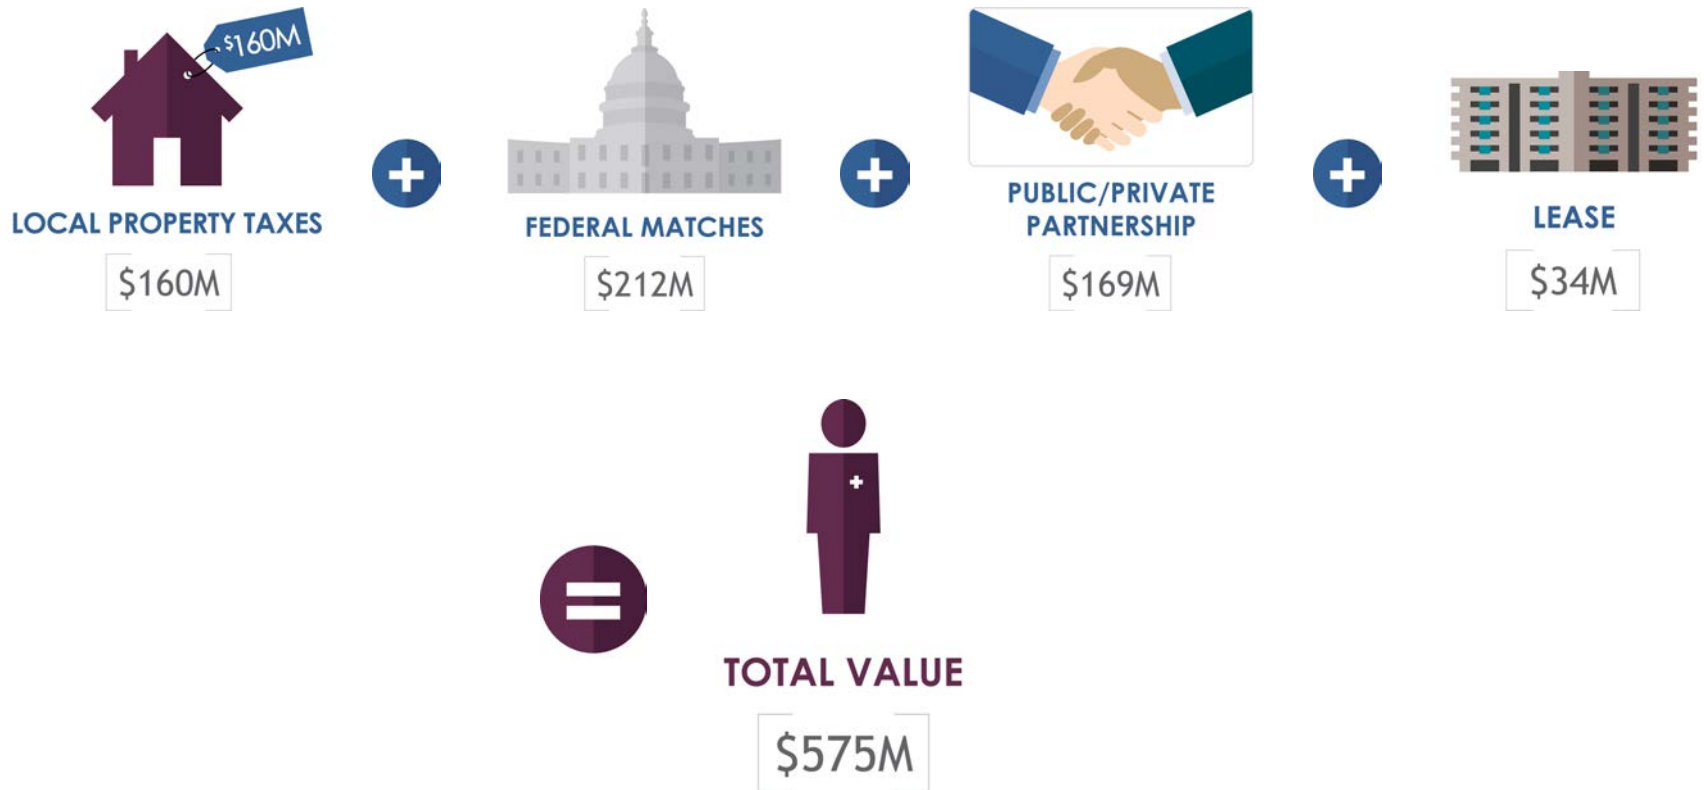 $160M
LOCAL PROPERTY TAXES
$160M
FEDERAL MATCHES
$212M
PUBLIC/PRIVATE
PARTNERSHIP
$169M
LEASE
$34M
TOTAL VALUE
$575M